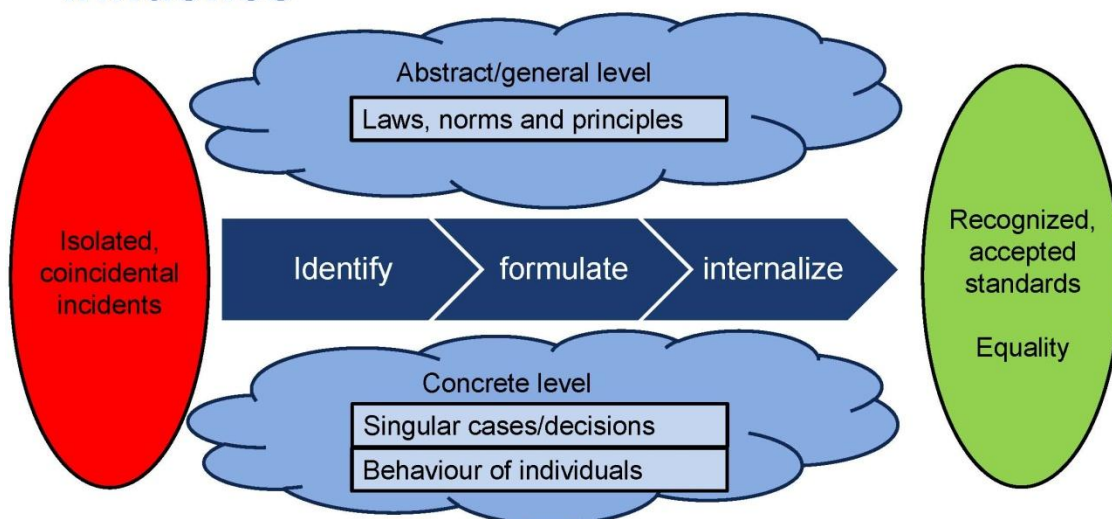 Abstract/general level
Laws, norms and principles
Isolated,
coincidental
incidents
Identify
formulate
internalize
Recognized,
accepted
standards
Equality
Concrete level
Singular cases/decisions
Behaviour of individuals